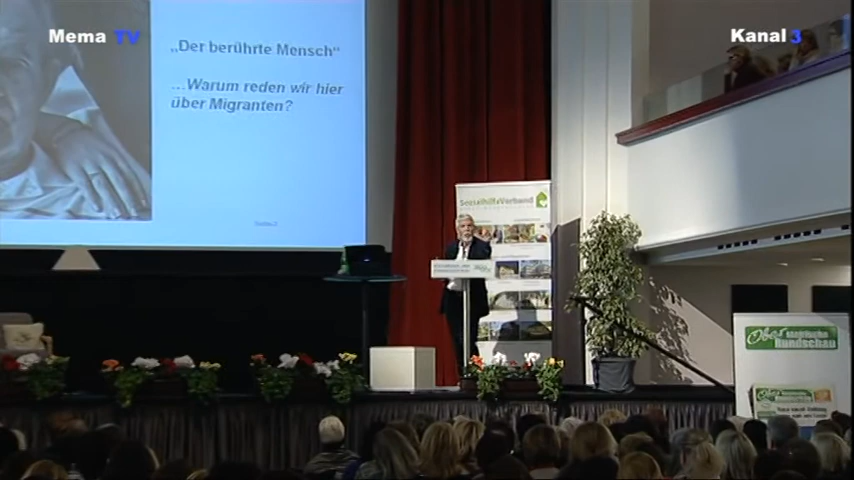 Mema TV
Kanal 3
„Der berührte Mensch“
...Warum reden wir hier
über Migranten?
SozialhilfeVerband
Obersteirische
Rundschau